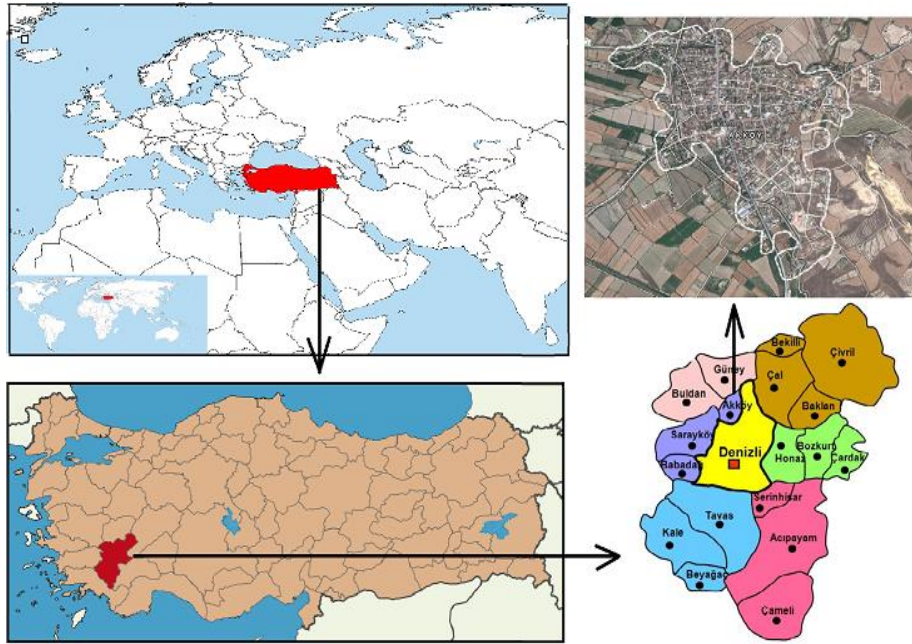 AKKÖY
Bekilli
Çivril
Güney
Çal
Buldan
Akköy
Baklan
Sarayköy
Denizli
Honaz
Bozkurt
Çardak
Babadağ
Serinhisar
Tavas
Kale
Acıpayam
Beyağaç
Çameli